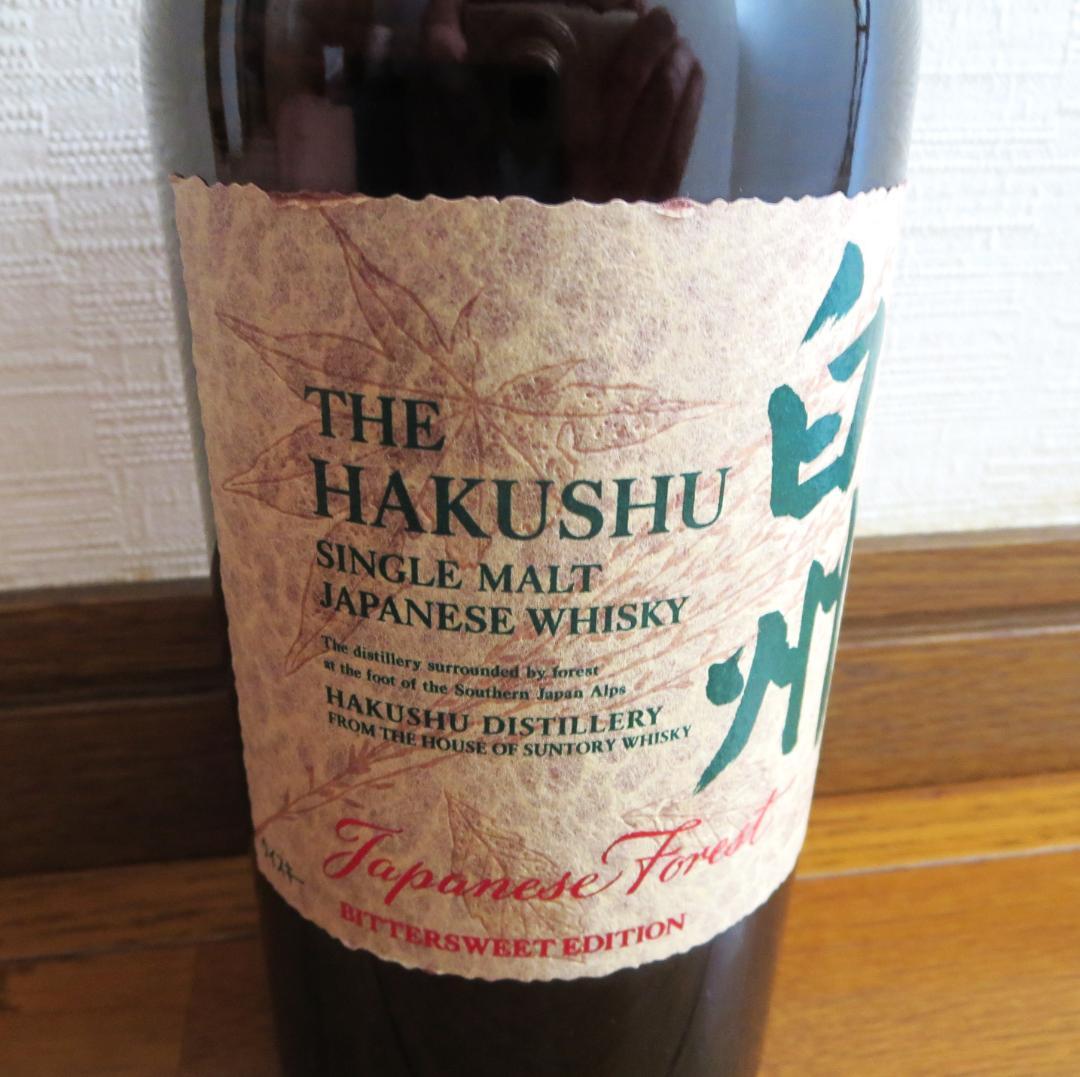 THE
HAKUSHU
SINGLE MALT
JAPANESE WHISKY
The distillery surrounded by forest
at the foot of the Southern Japan Alps
HAKUSHU DISTILLERY
FROM THE HOUSE OF SUNTORY WHISKY
白州
Japanese Forest
BITTERSWEET EDITION